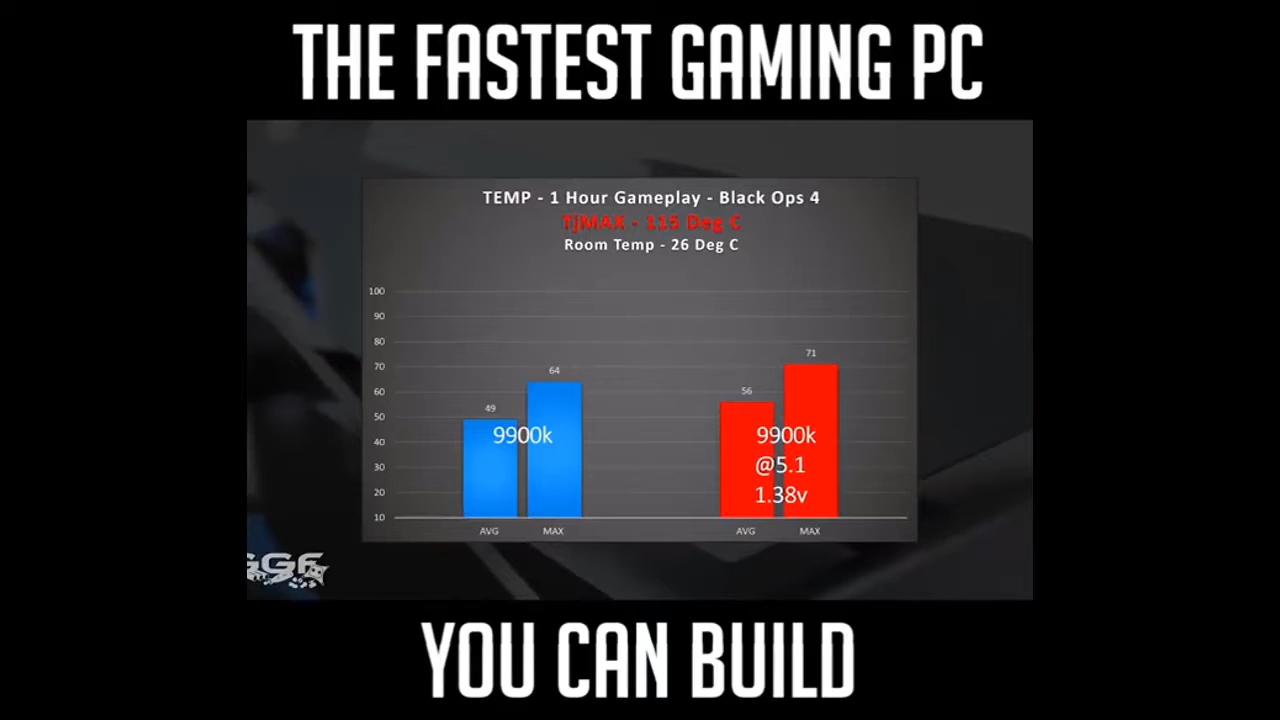 THE FASTEST GAMING PC
TEMP - 1 Hour Gameplay - Black Ops 4
TjMAX - 115 Deg C
Room Temp - 26 Deg C
100
90
80
70
60
50
40
30
20
10
49
64
56
71
9900k
9900k
@5.1
1.38v
AVG
MAX
AVG
MAX
GGF
YOU CAN BUILD